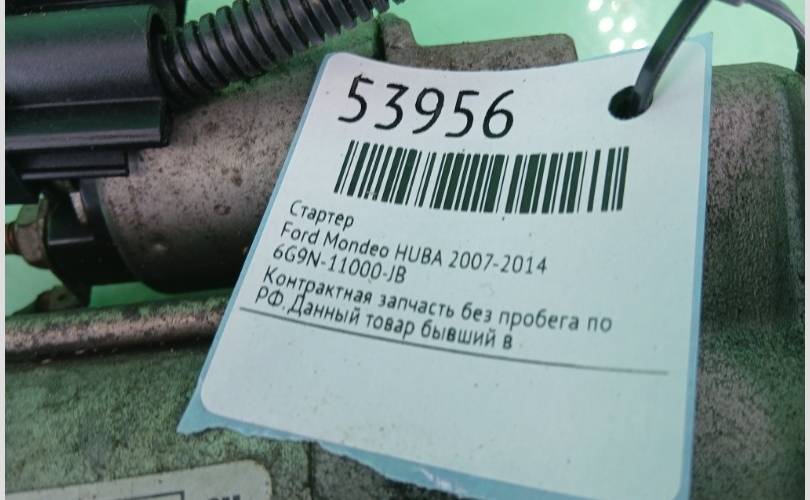 53956
Стартер
Ford Mondeo HUBA 2007-2014
6G9N-11000-JB
Контрактная запчасть без пробега по
РФ.Данный товар бывший в